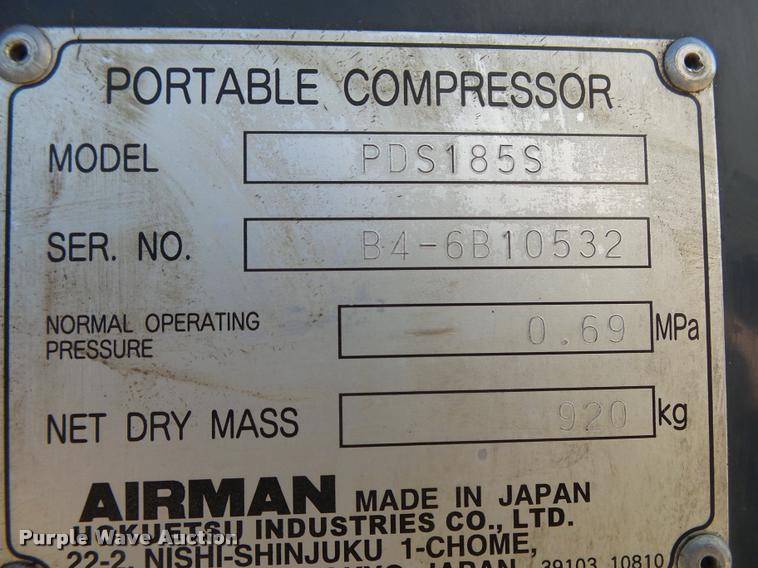 PORTABLE COMPRESSOR
MODEL PDS185S
SER. NO. B4-6B10532
NORMAL OPERATING
PRESSURE 0.69 MPa
NET DRY MASS 920 kg
AIRMAN MADE IN JAPAN
HOKUETSU INDUSTRIES CO., LTD.
22-2, NISHI-SHINJUKU 1-CHOME,
JAPAN 39103 10810
Purple Wave Auction